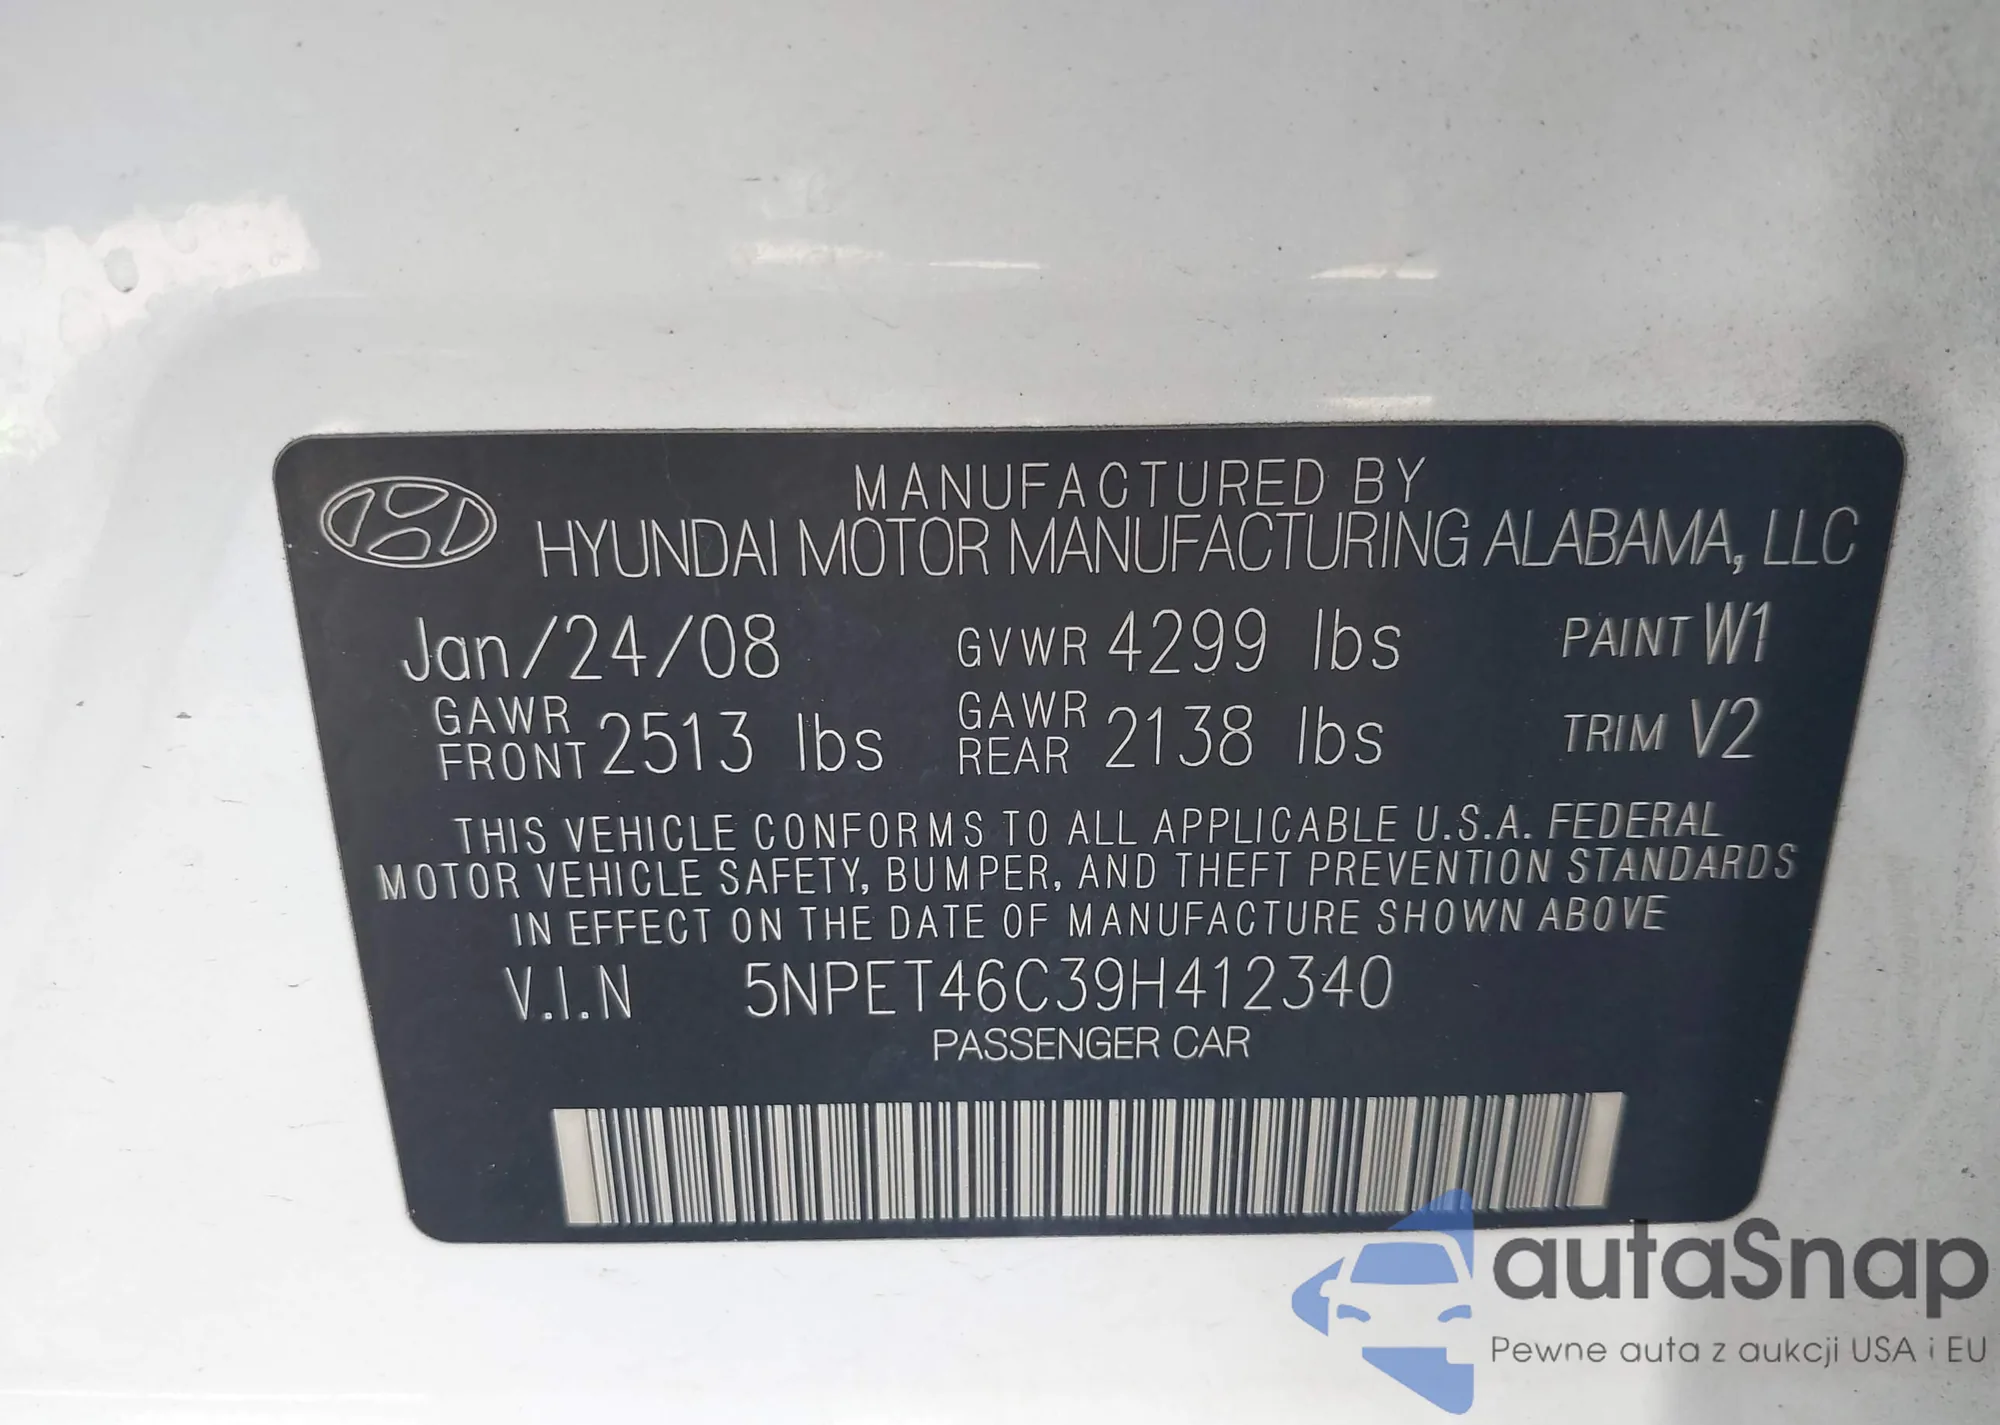 MANUFACTURED BY
HYUNDAI MOTOR MANUFACTURING ALABAMA, LLC
Jan/24/08 GVWR 4299 lbs PAINT W1
GAWR FRONT 2513 lbs GAWR REAR 2138 lbs TRIM V2
THIS VEHICLE CONFORMS TO ALL APPLICABLE U.S.A. FEDERAL
MOTOR VEHICLE SAFETY, BUMPER, AND THEFT PREVENTION STANDARDS
IN EFFECT ON THE DATE OF MANUFACTURE SHOWN ABOVE
V.I.N 5NPET46C39H412340
PASSENGER CAR
autaSnap
Pewne auta z aukcji USA i EU